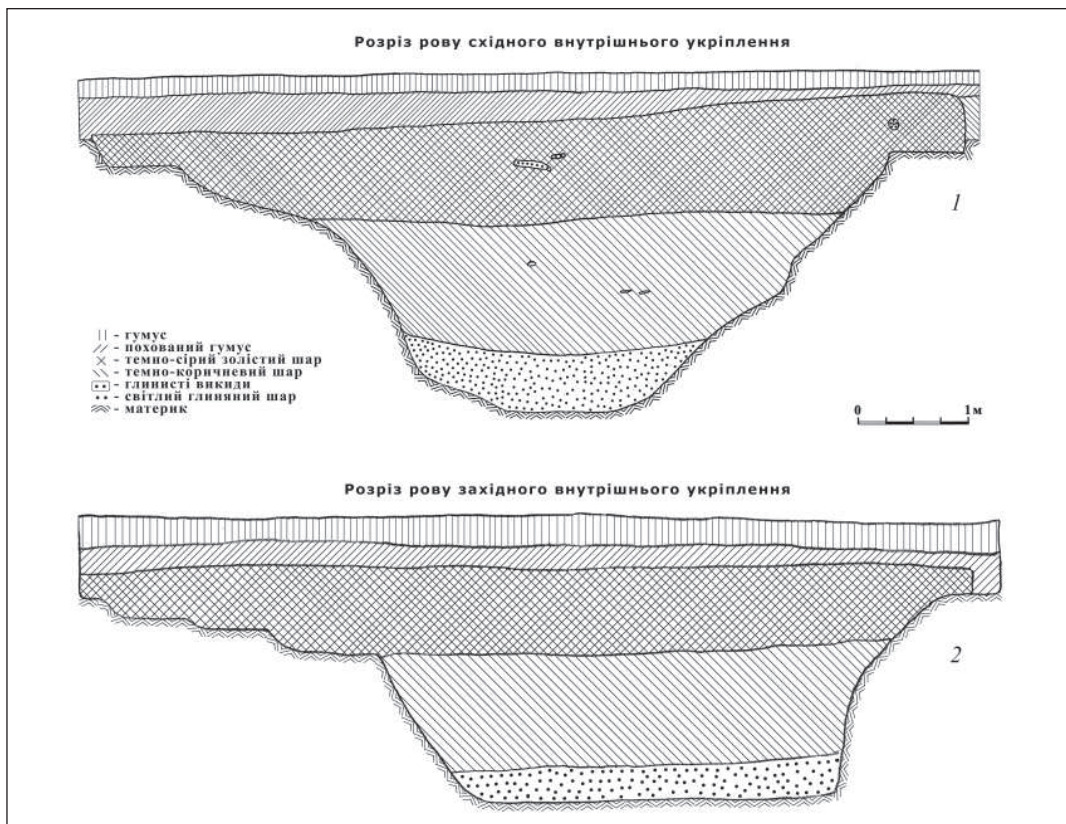 Розріз рову східного внутрішнього укріплення
1
|| - гумус
// - похований гумус
✕ - темно-сірий золістий шар
\\ - темно-коричневий шар
- глинисті викиди
- світлий глиняний шар
- материк
0 1м
Розріз рову західного внутрішнього укріплення
2